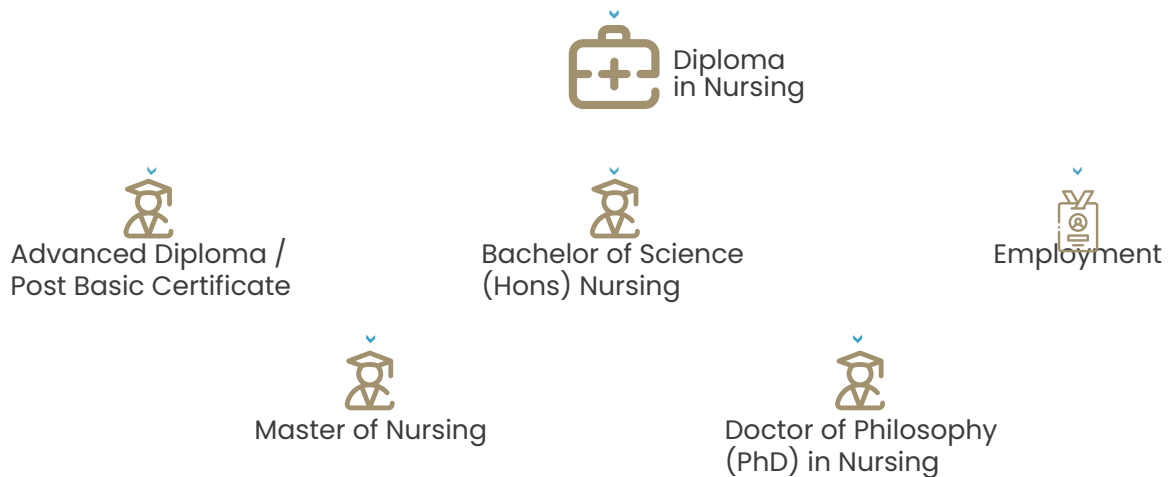 Diploma
in Nursing
Advanced Diploma /
Post Basic Certificate
Bachelor of Science
(Hons) Nursing
Employment
Master of Nursing
Doctor of Philosophy
(PhD) in Nursing